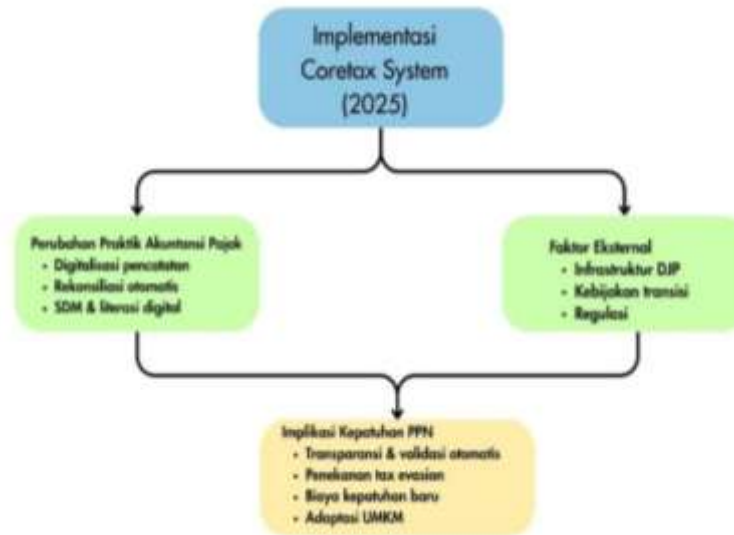 Implementasi
Coretax System
(2025)
Perubahan Praktik Akuntansi Pajak
• Digitalisasi pencatatan
• Rekonsiliasi otomatis
• SDM & literasi digital
Faktor Eksternal
• Infrastruktur DJP
• Kebijakan transisi
• Regulasi
Implikasi Kepatuhan PPN
• Transparansi & validasi otomatis
• Penekanan tax evasion
• Biaya kepatuhan baru
• Adaptasi UMKM